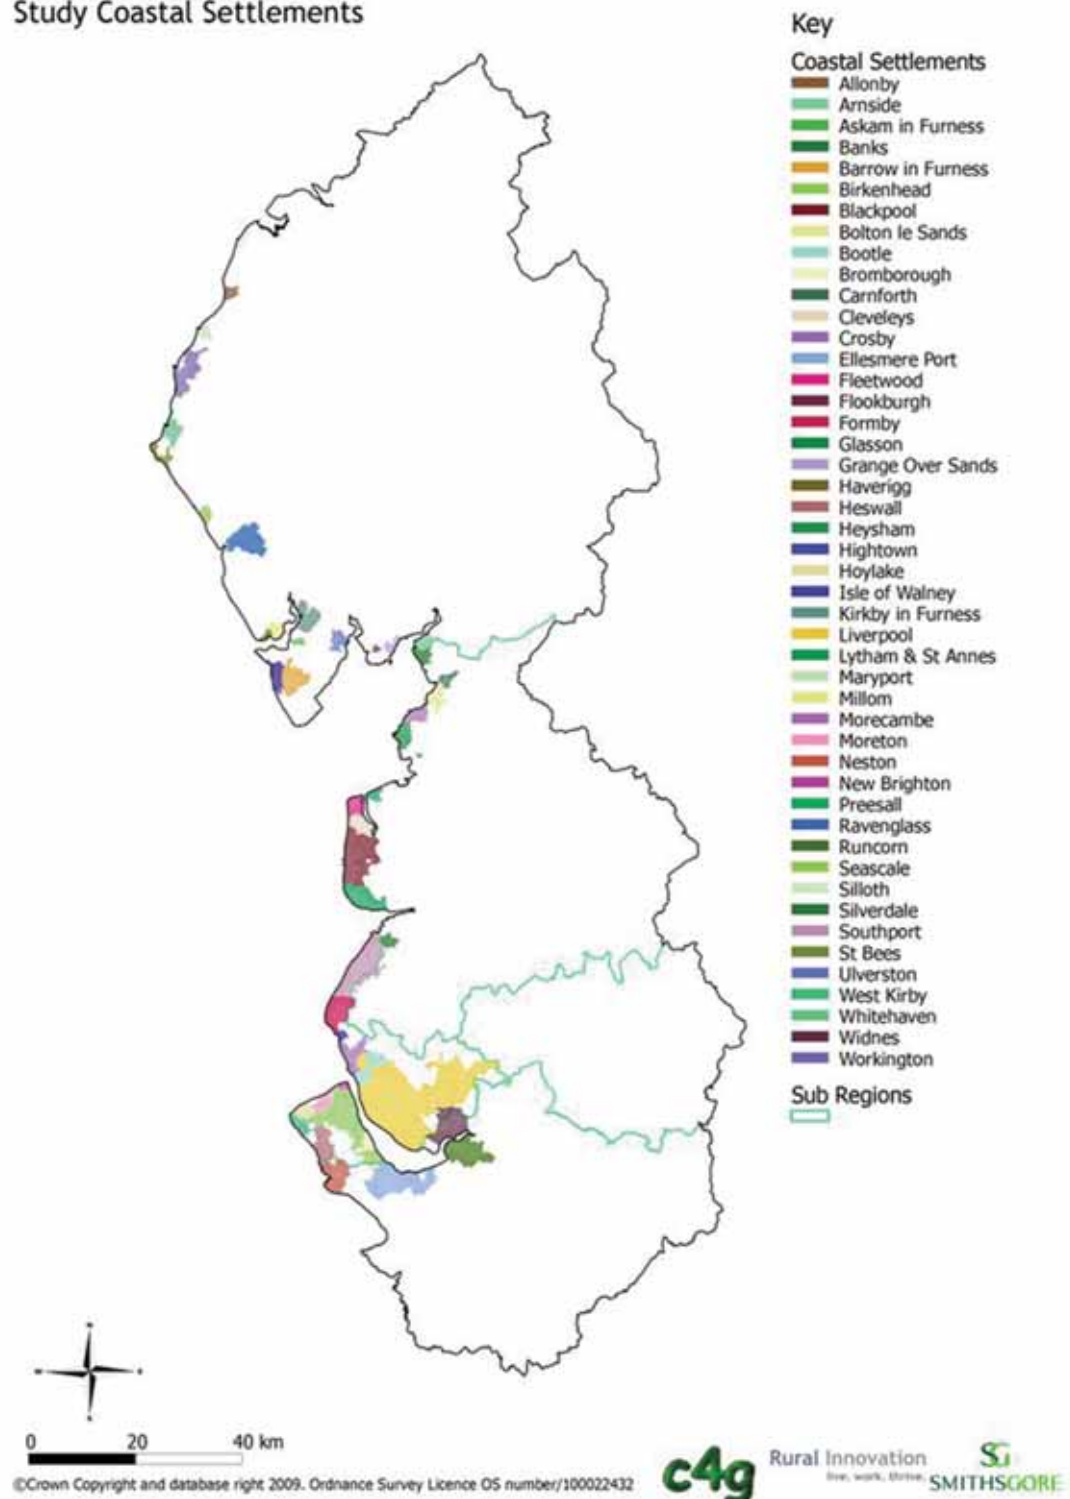 Study Coastal Settlements
Key
Coastal Settlements
Allonby
Arnside
Askam in Furness
Banks
Barrow in Furness
Birkenhead
Blackpool
Bolton le Sands
Bootle
Bromborough
Carnforth
Cleveleys
Crosby
Ellesmere Port
Fleetwood
Flookburgh
Formby
Glasson
Grange Over Sands
Haverigg
Heswall
Heysham
Hightown
Hoylake
Isle of Walney
Kirkby in Furness
Liverpool
Lytham & St Annes
Maryport
Millom
Morecambe
Moreton
Neston
New Brighton
Preesall
Ravenglass
Runcorn
Seascale
Silloth
Silverdale
Southport
St Bees
Ulverston
West Kirby
Whitehaven
Widnes
Workington
Sub Regions
0 20 40 km
©Crown Copyright and database right 2009. Ordnance Survey Licence OS number/100022432
c4g
Rural Innovation
live, work, thrive.
SG
SMITHSGORE